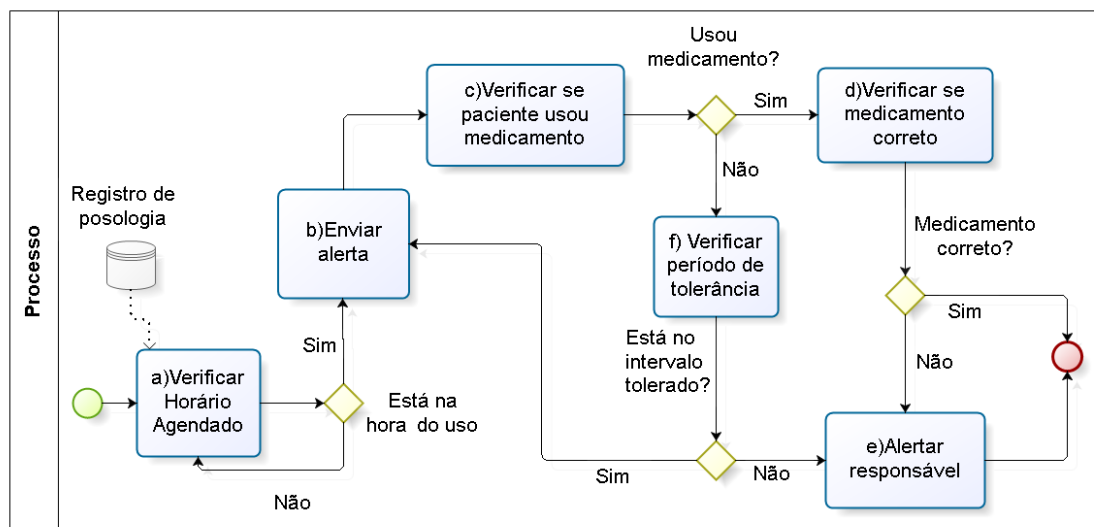 Processo
Registro de
posologia
a)Verificar
Horário
Agendado
Está na
hora do uso
Sim
Não
b)Enviar
alerta
c)Verificar se
paciente usou
medicamento
Usou
medicamento?
Sim
Não
d)Verificar se
medicamento
correto
Medicamento
correto?
Sim
Não
f) Verificar
período de
tolerância
Está no
intervalo
tolerado?
Sim
Não
e)Alertar
responsável